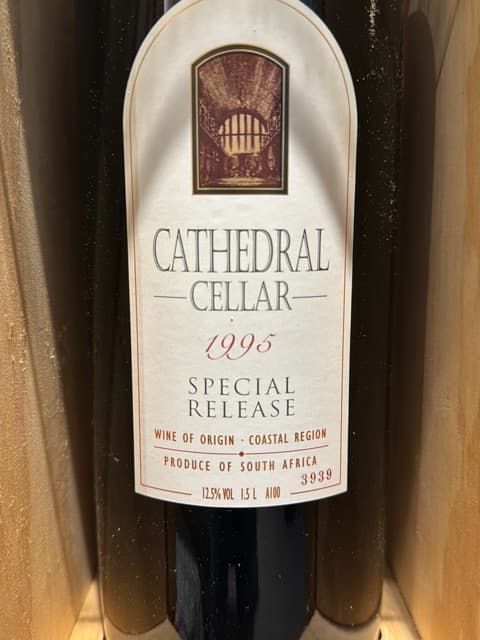 CATHEDRAL
CELLAR
1995
SPECIAL
RELEASE
WINE OF ORIGIN · COASTAL REGION
PRODUCE OF SOUTH AFRICA
3939
12.5% VOL 1.5 L A100